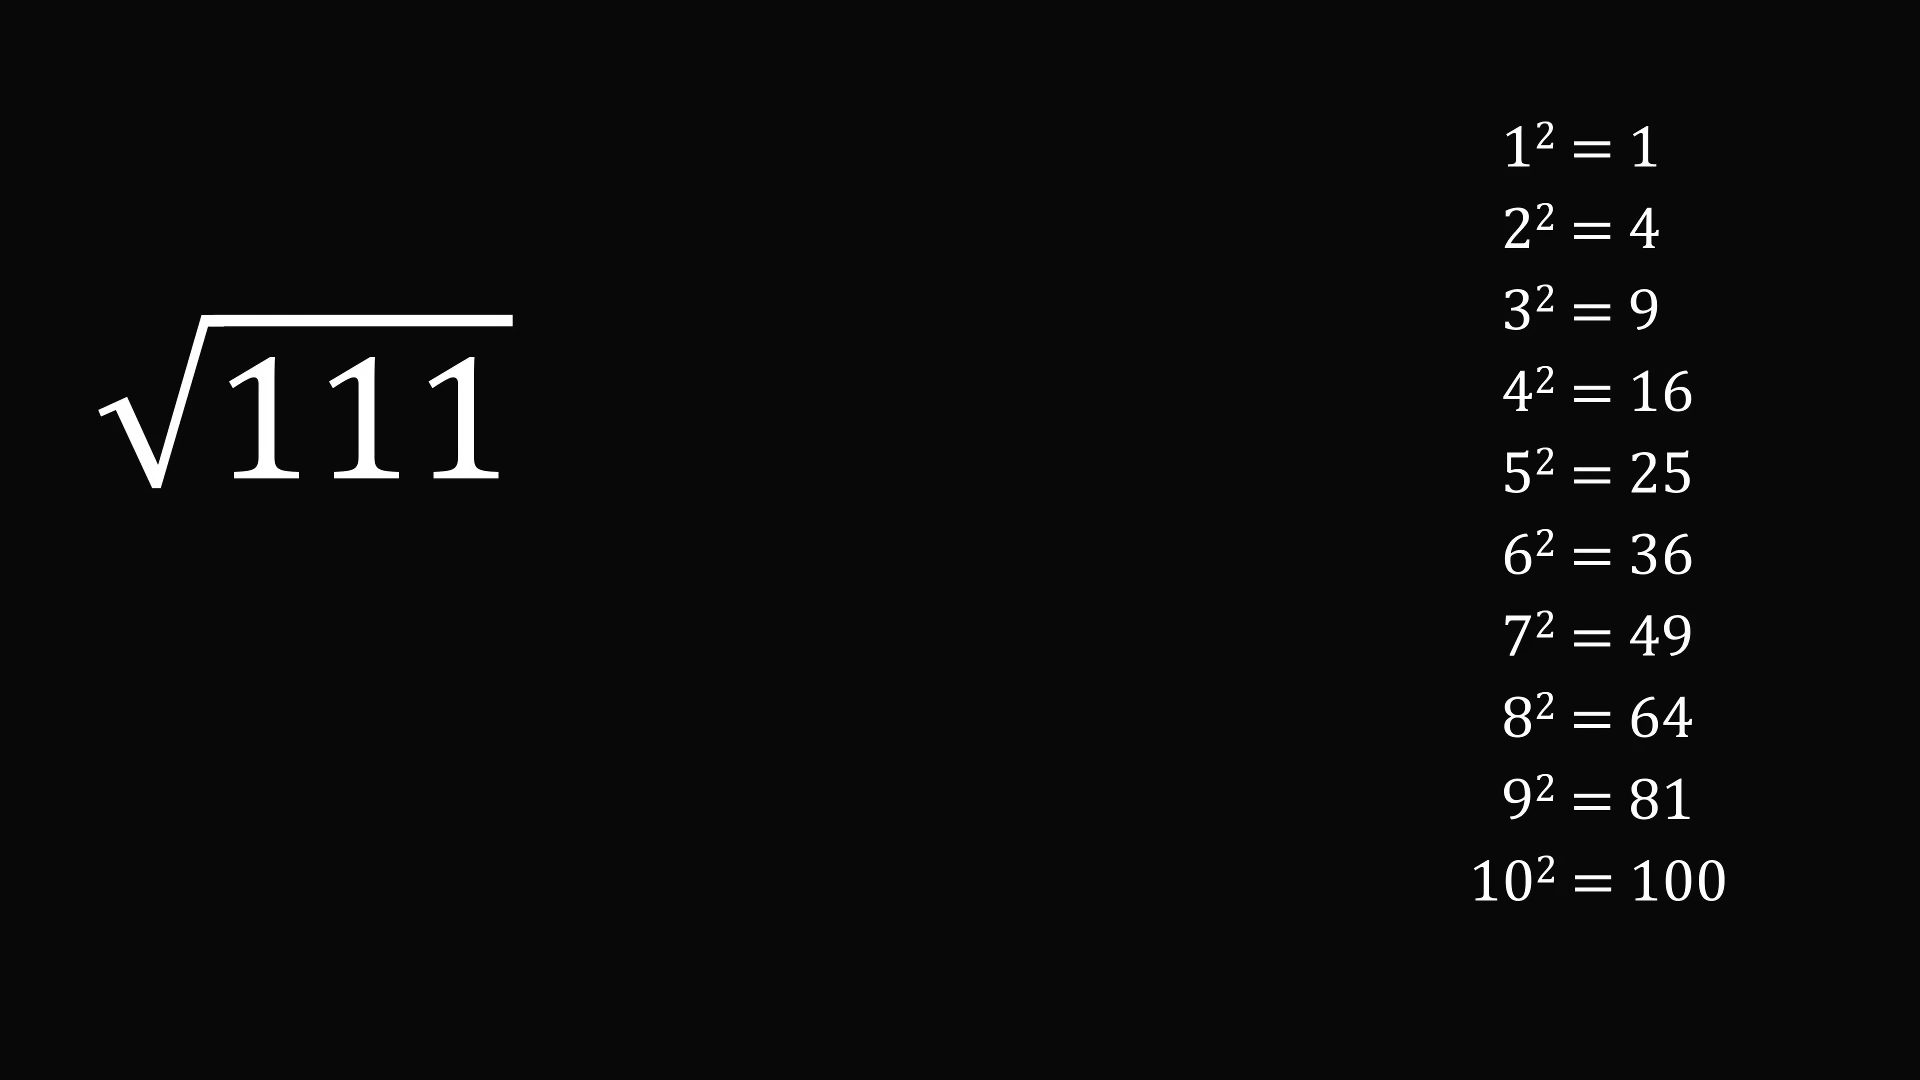 √111
1² = 1
2² = 4
3² = 9
4² = 16
5² = 25
6² = 36
7² = 49
8² = 64
9² = 81
10² = 100